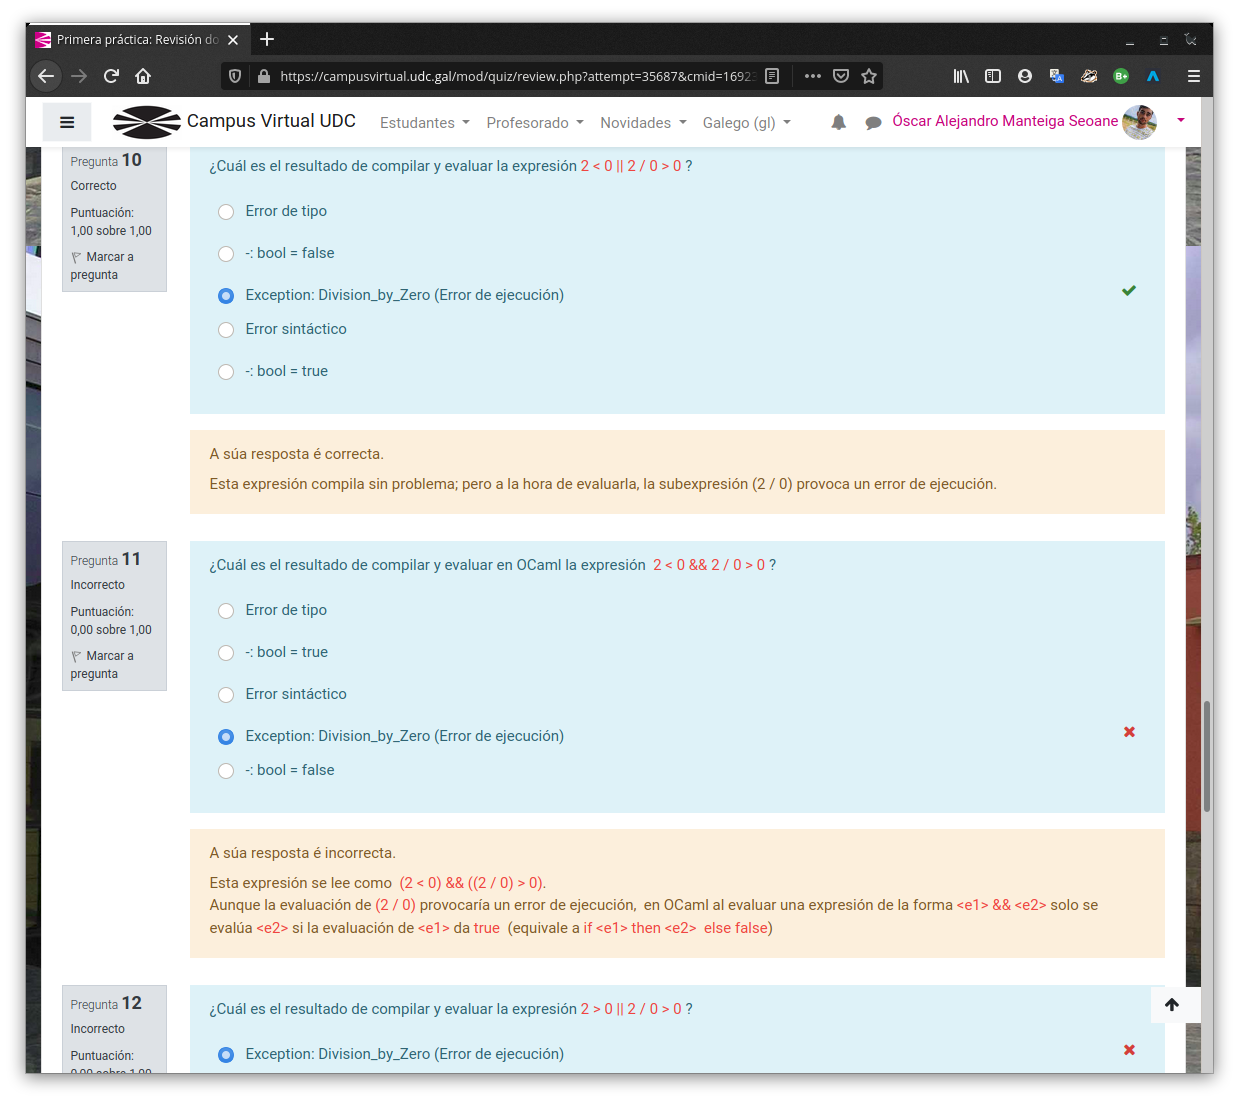 Primera práctica: Revisión do
https://campusvirtual.udc.gal/mod/quiz/review.php?attempt=35687&cmid=1692
B+
Campus Virtual UDC
Estudantes
Profesorado
Novidades
Galego (gl)
Óscar Alejandro Manteiga Seoane
Pregunta 10
Correcto
Puntuación:
1,00 sobre 1,00
Marcar a
pregunta
¿Cuál es el resultado de compilar y evaluar la expresión 2 < 0 || 2 / 0 > 0 ?
Error de tipo
-: bool = false
Exception: Division_by_Zero (Error de ejecución)
Error sintáctico
-: bool = true
A súa resposta é correcta.
Esta expresión compila sin problema; pero a la hora de evaluarla, la subexpresión (2 / 0) provoca un error de ejecución.
Pregunta 11
Incorrecto
Puntuación:
0,00 sobre 1,00
Marcar a
pregunta
¿Cuál es el resultado de compilar y evaluar en OCaml la expresión 2 < 0 && 2 / 0 > 0 ?
Error de tipo
-: bool = true
Error sintáctico
Exception: Division_by_Zero (Error de ejecución)
-: bool = false
A súa resposta é incorrecta.
Esta expresión se lee como (2 < 0) && ((2 / 0) > 0).
Aunque la evaluación de (2 / 0) provocaría un error de ejecución, en OCaml al evaluar una expresión de la forma <e1> && <e2> solo se
evalúa <e2> si la evaluación de <e1> da true (equivale a if <e1> then <e2> else false)
Pregunta 12
Incorrecto
Puntuación:
0,00 sobre 1,00
¿Cuál es el resultado de compilar y evaluar la expresión 2 > 0 || 2 / 0 > 0 ?
Exception: Division_by_Zero (Error de ejecución)